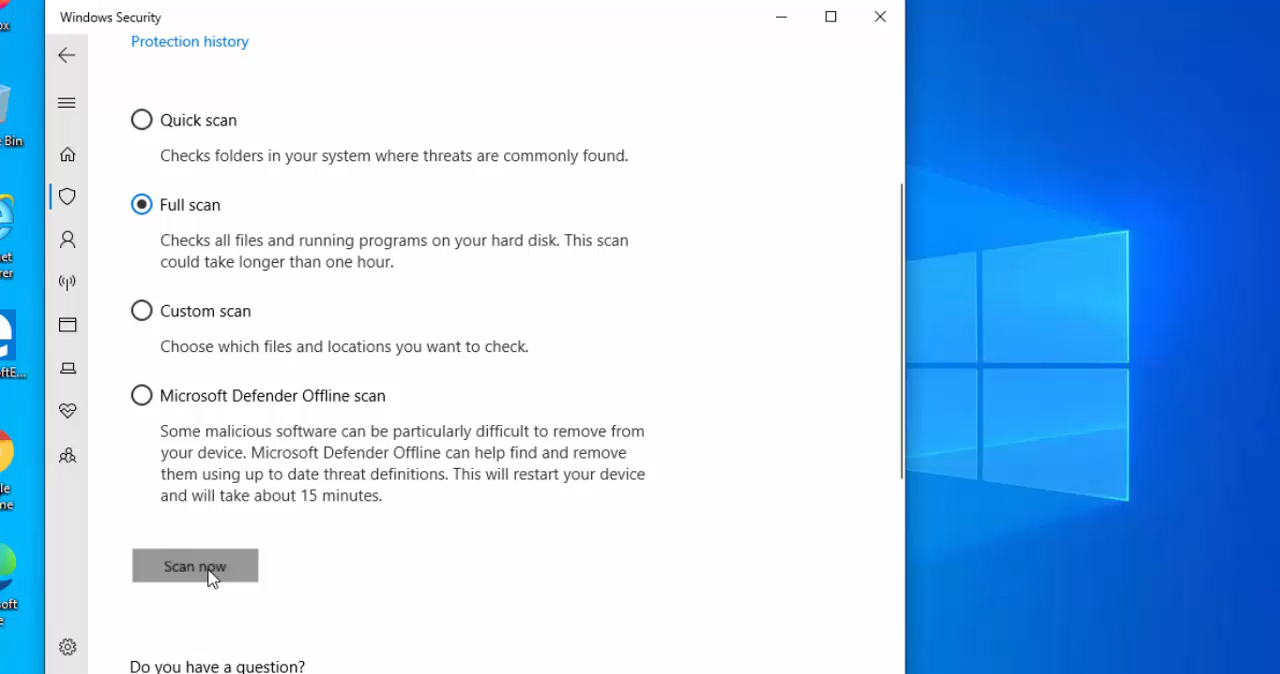 Windows Security
Protection history
Quick scan
Checks folders in your system where threats are commonly found.
Full scan
Checks all files and running programs on your hard disk. This scan
could take longer than one hour.
Custom scan
Choose which files and locations you want to check.
Microsoft Defender Offline scan
Some malicious software can be particularly difficult to remove from
your device. Microsoft Defender Offline can help find and remove
them using up to date threat definitions. This will restart your device
and will take about 15 minutes.
Scan now
Do you have a question?
Bin